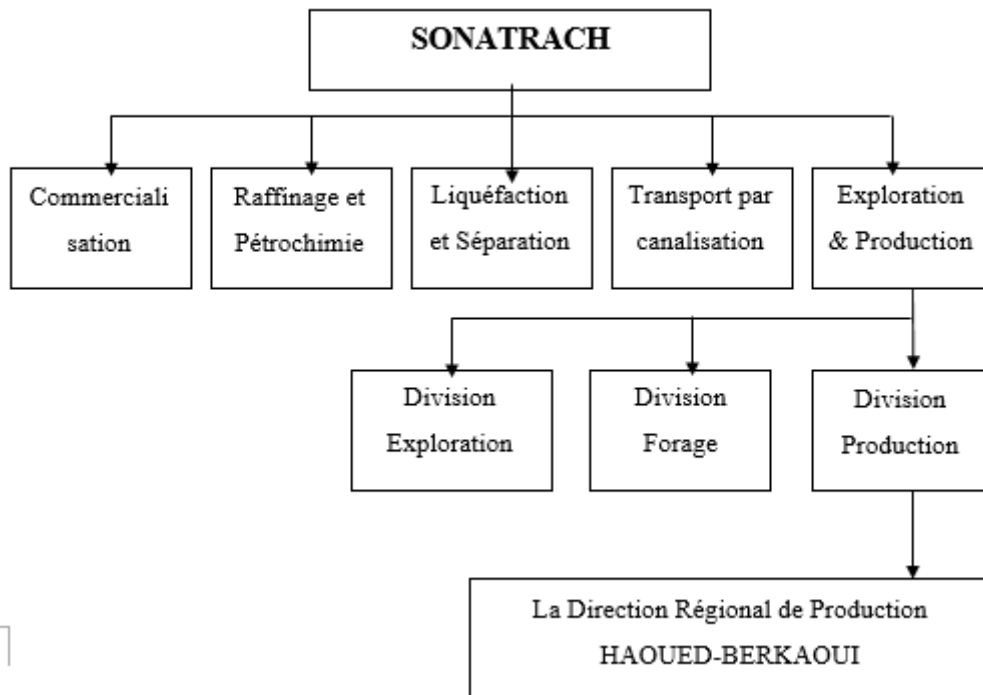 SONATRACH
Commerciali
sation
Raffinage et
Pétrochimie
Liquéfaction
et Séparation
Transport par
canalisation
Exploration
& Production
Division
Exploration
Division
Forage
Division
Production
La Direction Régional de Production
HAOUED-BERKAOUI